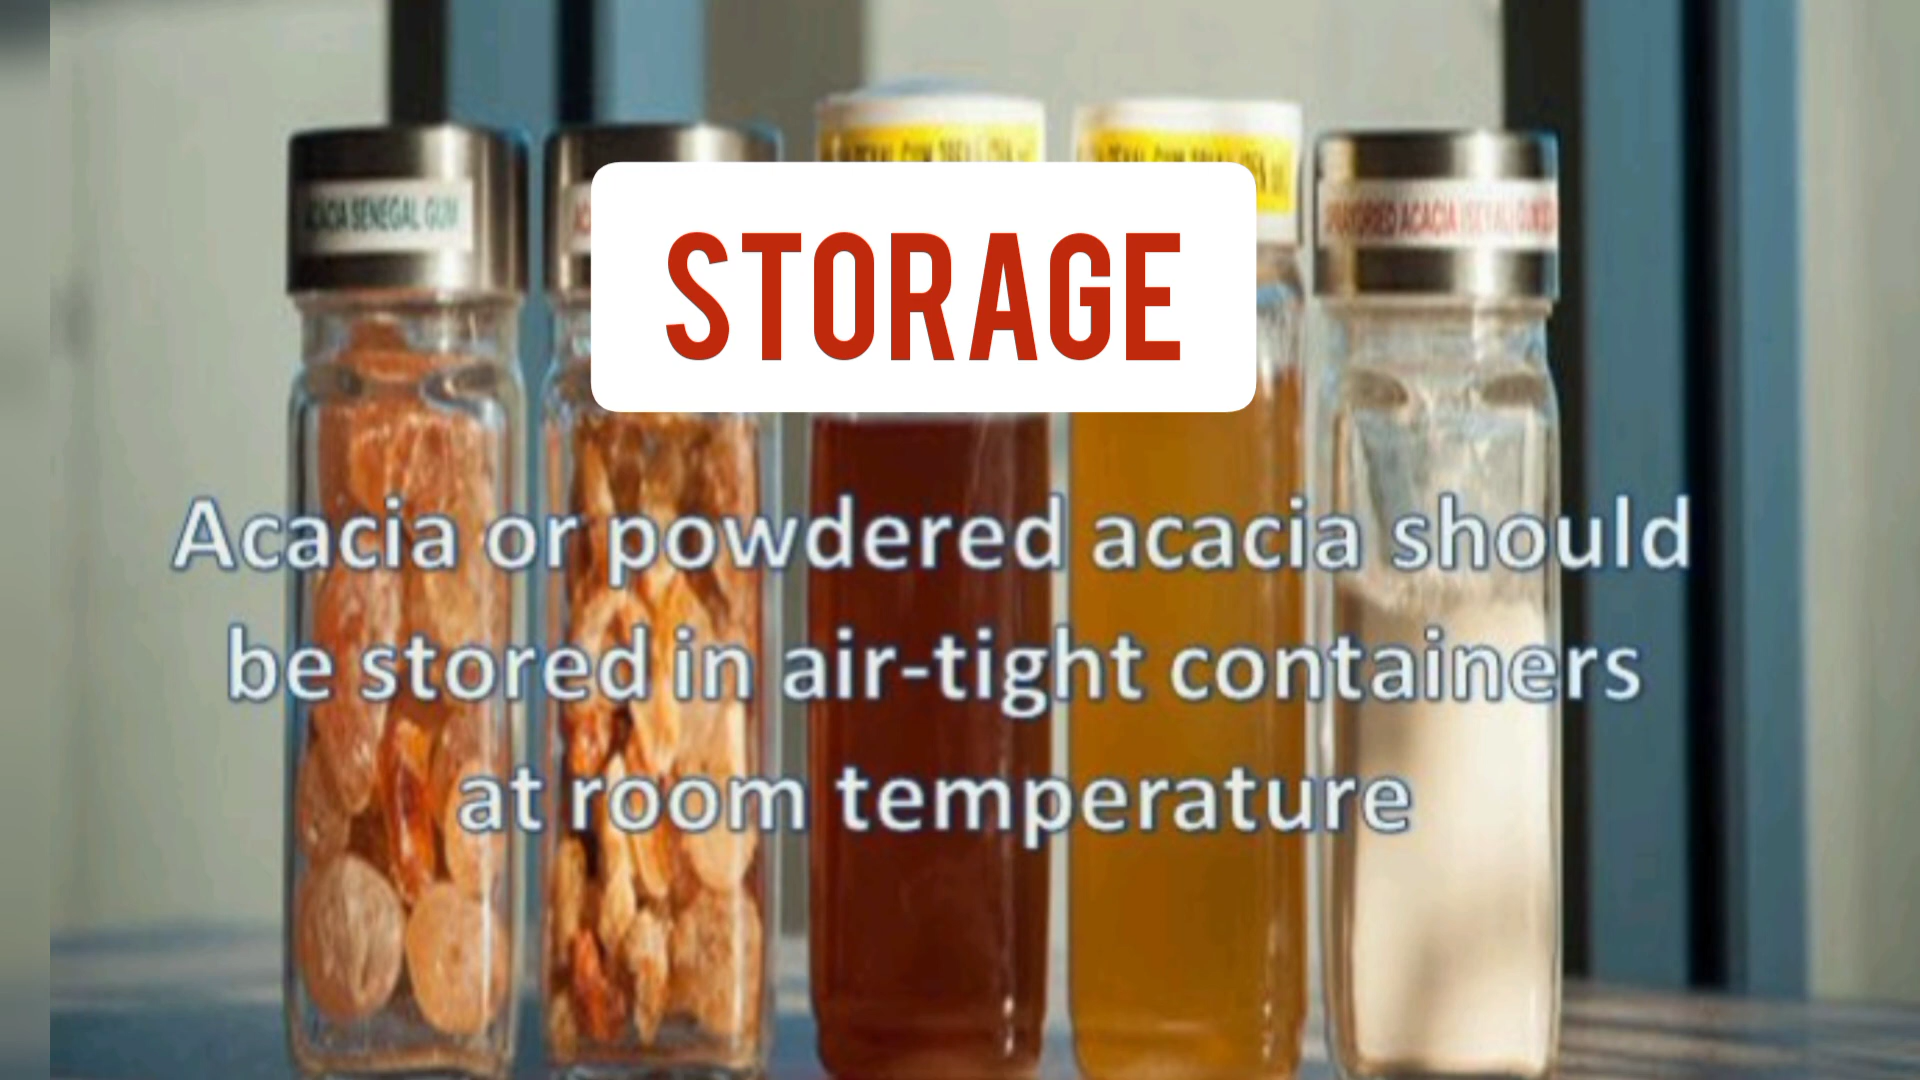 ACACIA SENEGAL GUM
STORAGE
Acacia or powdered acacia should
be stored in air-tight containers
at room temperature